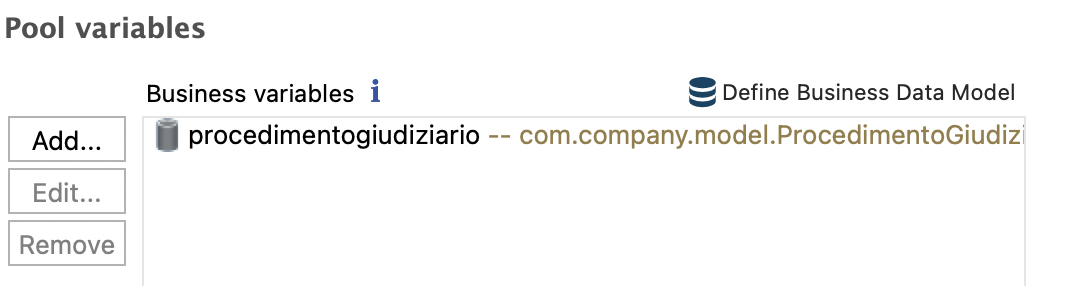 Pool variables
Business variables i Define Business Data Model
Add... procedimentogiudiziario -- com.company.model.ProcedimentoGiudizi
Edit...
Remove